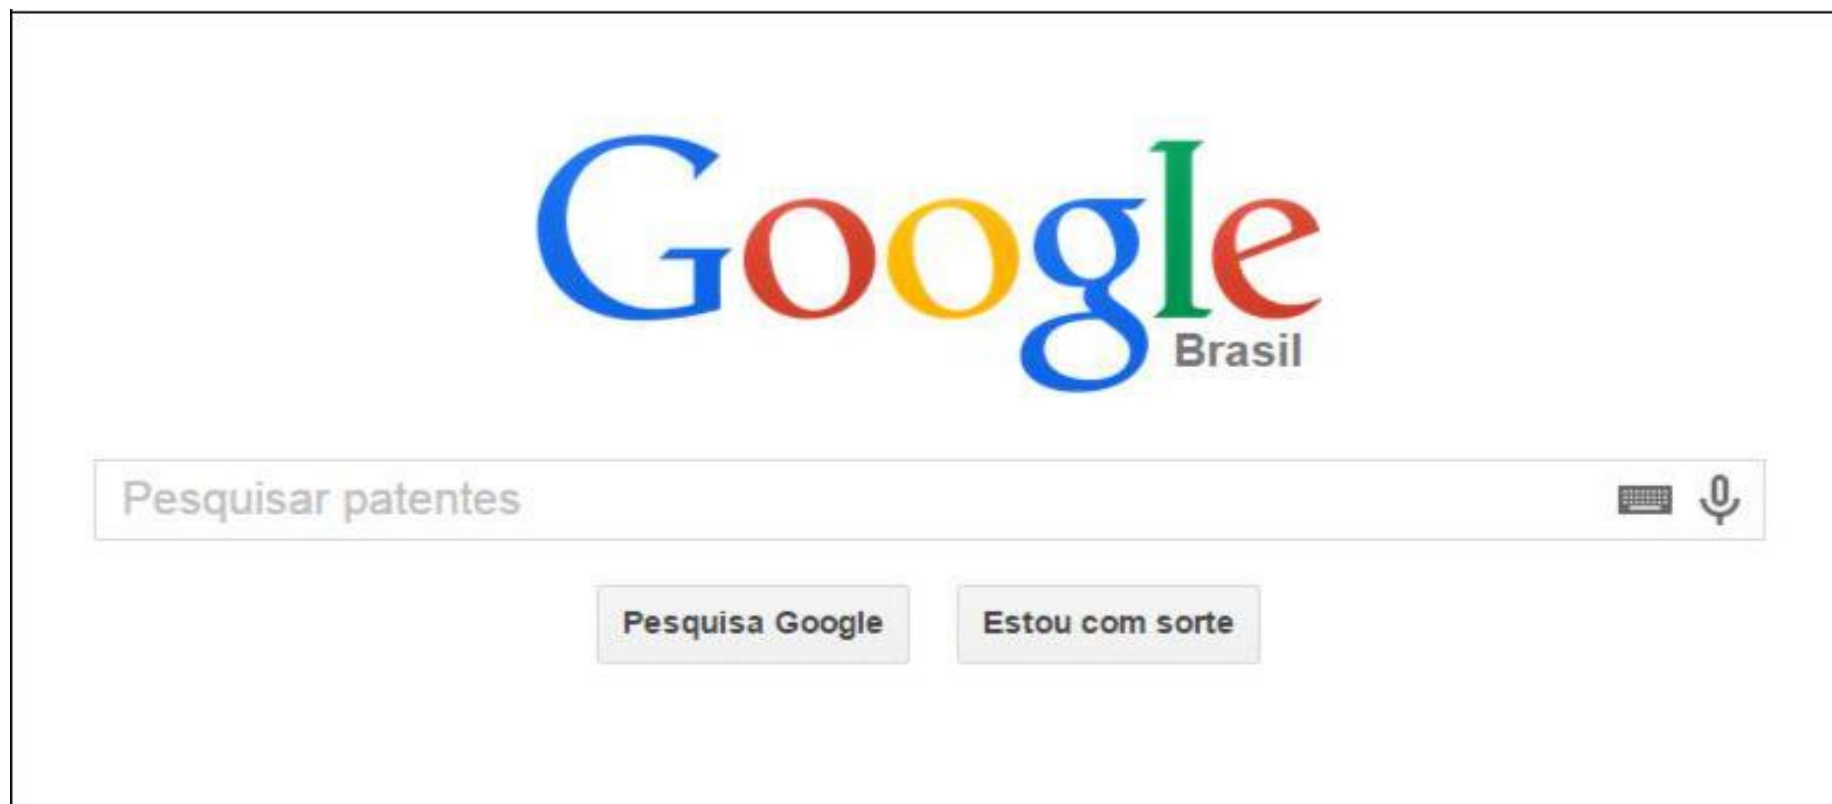 Google
Brasil
Pesquisar patentes
Pesquisa Google
Estou com sorte